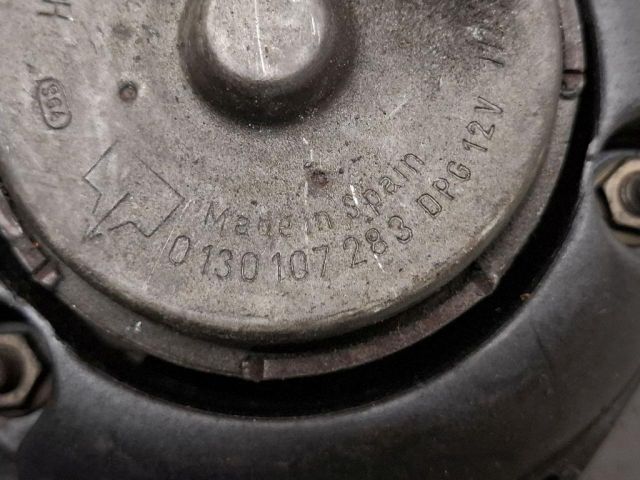 H
Made in Spain
0 130 107 283 DPG 12V ///